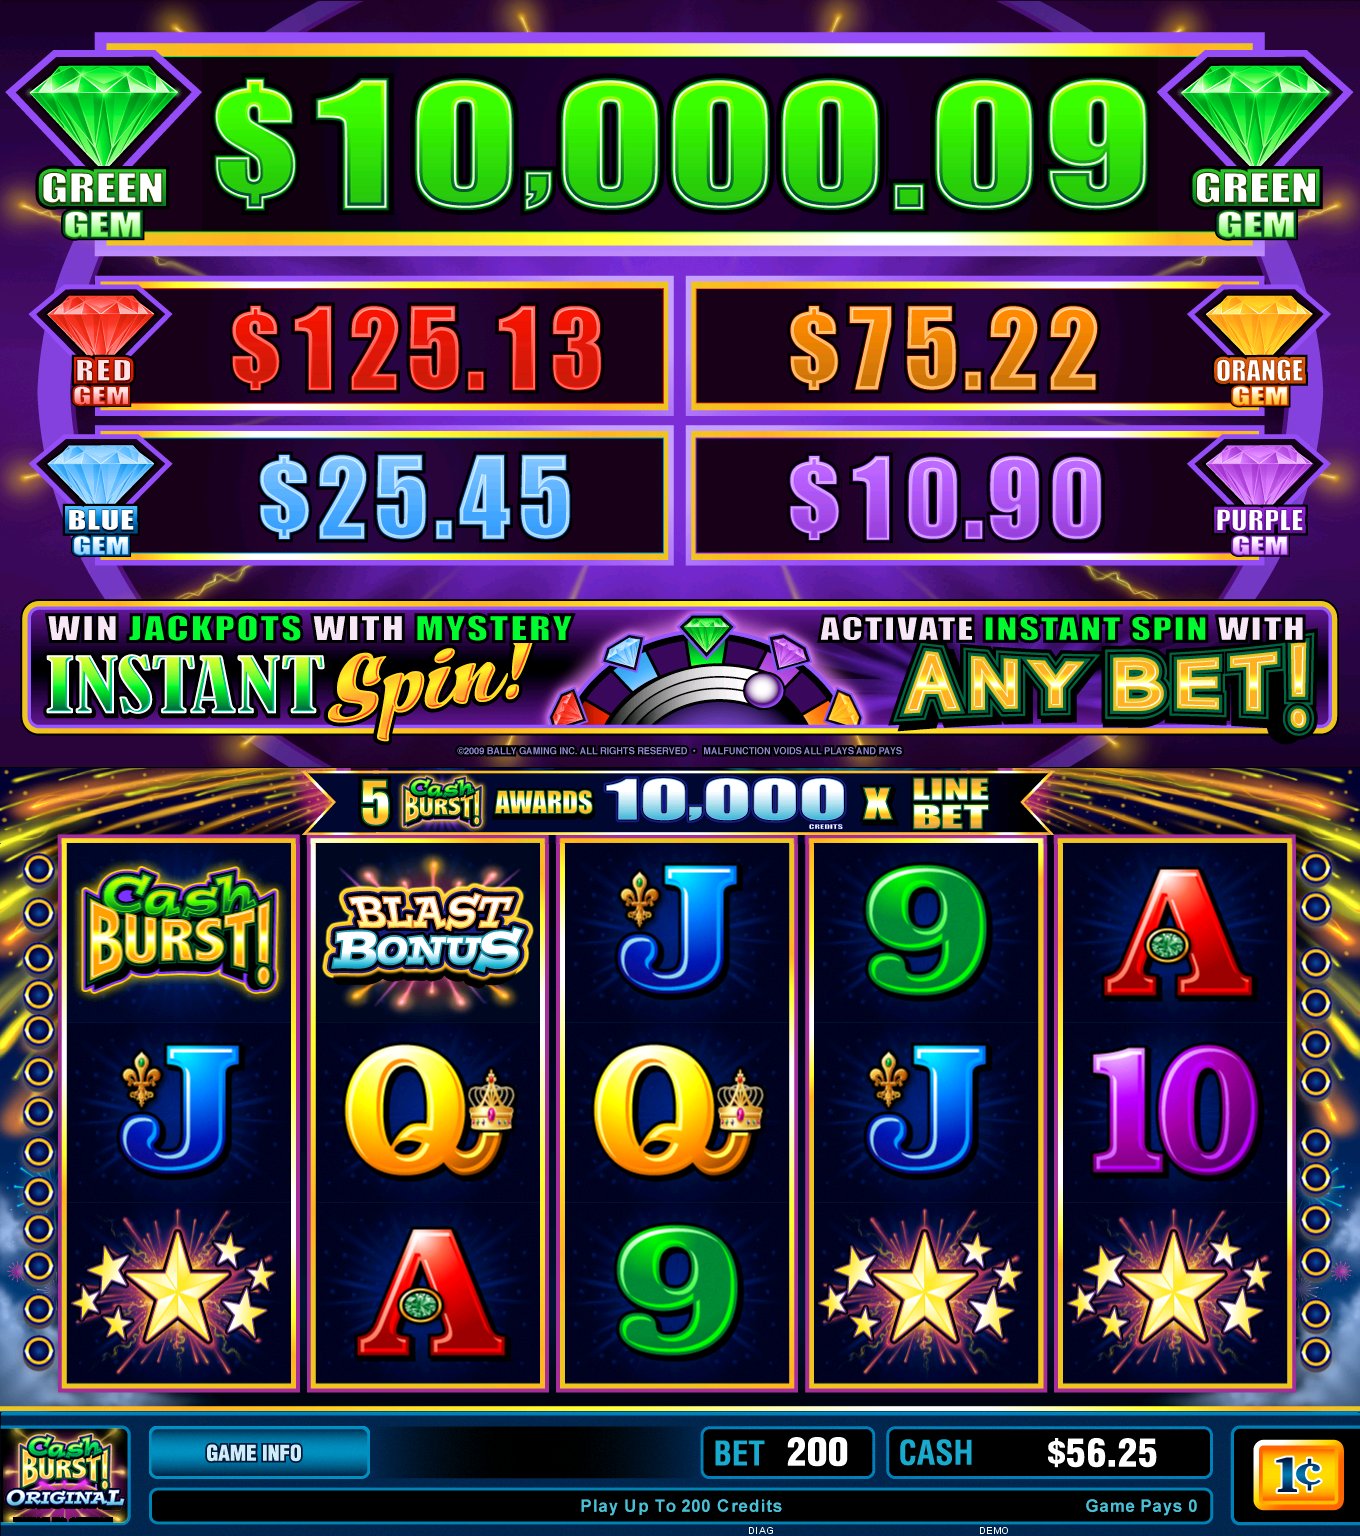 $10,000.09
GREEN GEM
GREEN GEM
$125.13
RED GEM
$75.22
ORANGE GEM
$25.45
BLUE GEM
$10.90
PURPLE GEM
WIN JACKPOTS WITH MYSTERY
INSTANT Spin!
ACTIVATE INSTANT SPIN WITH
ANY BET!
©2009 BALLY GAMING INC. ALL RIGHTS RESERVED • MALFUNCTION VOIDS ALL PLAYS AND PAYS
5 Cash BURST! AWARDS 10,000 CREDITS X LINE BET
Cash BURST!
BLAST BONUS
J
9
A
J
Q
Q
J
10
A
9
Cash BURST! ORIGINAL
GAME INFO
BET 200
CASH $56.25
1¢
Play Up To 200 Credits
Game Pays 0
DIAG
DEMO